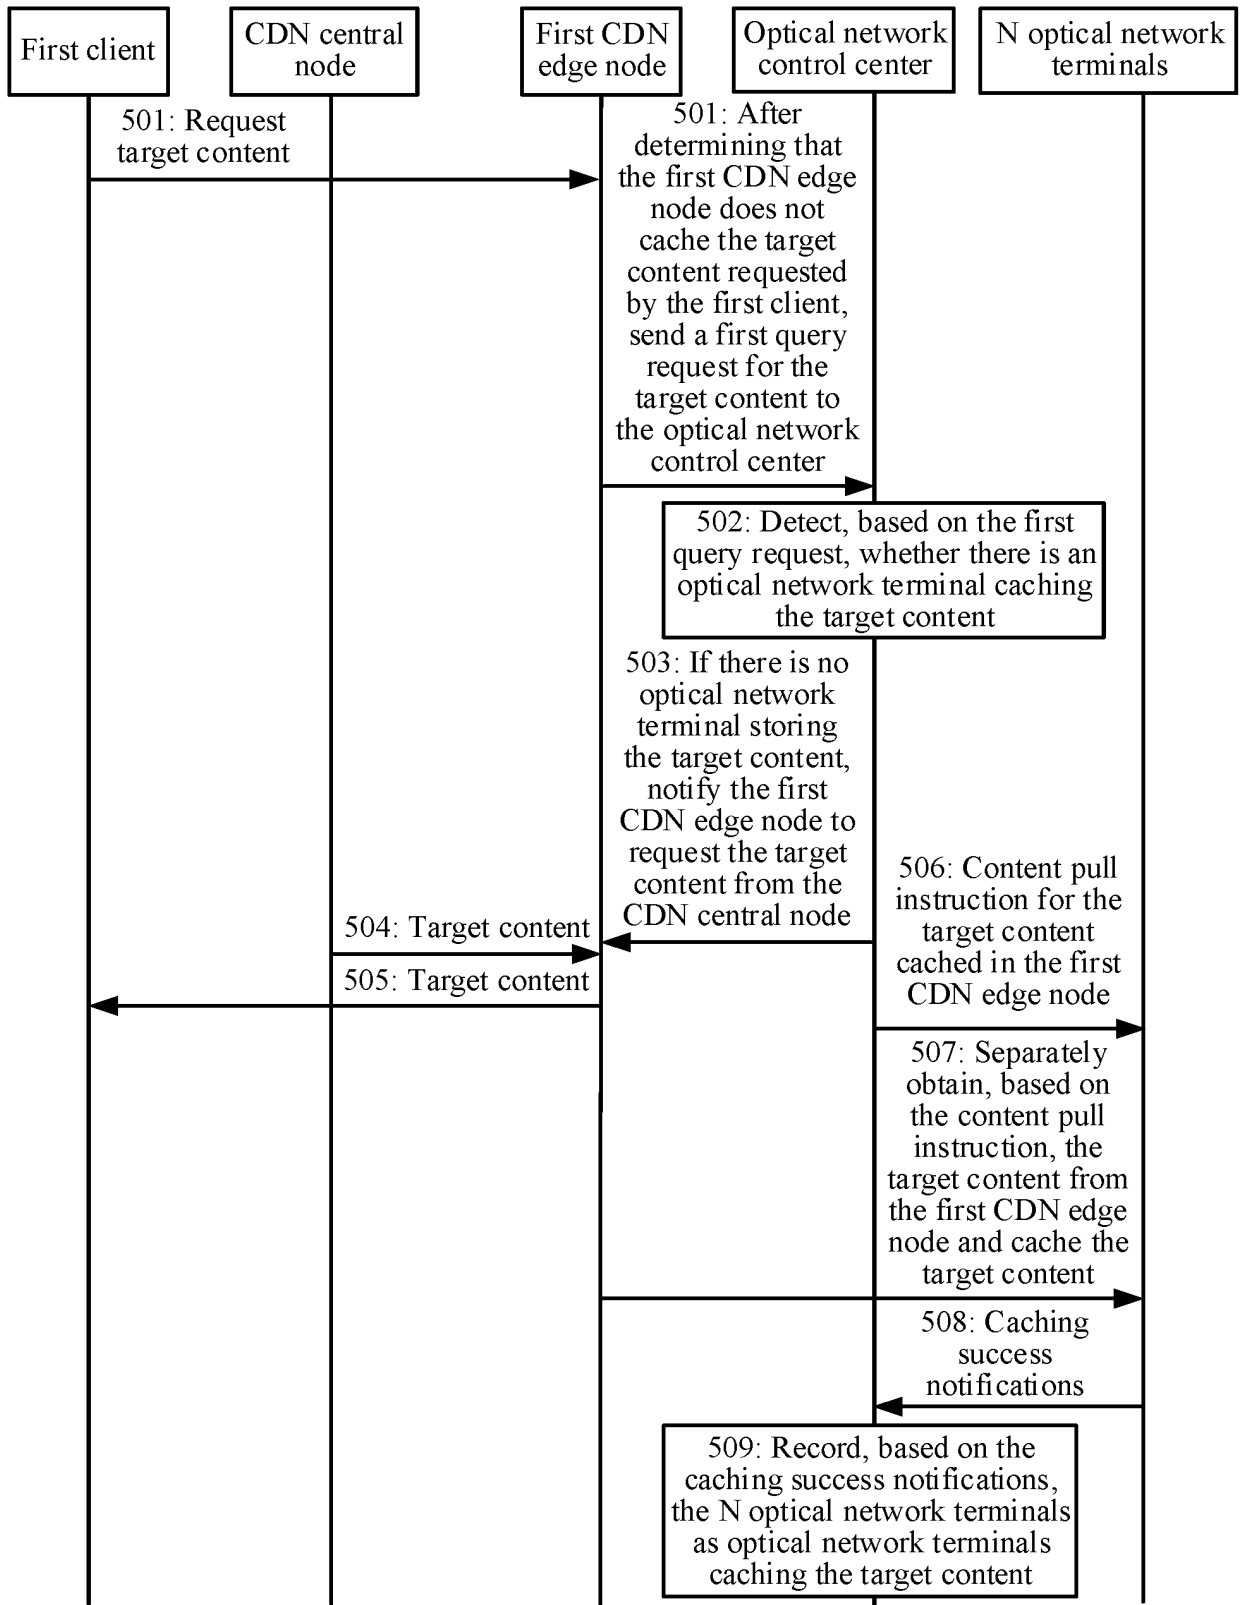 First client
CDN central
node
First CDN
edge node
Optical network
control center
N optical network
terminals
501: Request
target content
501: After
determining that
the first CDN edge
node does not
cache the target
content requested
by the first client,
send a first query
request for the
target content to
the optical network
control center
502: Detect, based on the first
query request, whether there is an
optical network terminal caching
the target content
503: If there is no
optical network
terminal storing
the target content,
notify the first
CDN edge node to
request the target
content from the
CDN central node
504: Target content
505: Target content
506: Content pull
instruction for the
target content
cached in the first
CDN edge node
507: Separately
obtain, based on
the content pull
instruction, the
target content from
the first CDN edge
node and cache the
target content
508: Caching
success
notifications
509: Record, based on the
caching success notifications,
the N optical network terminals
as optical network terminals
caching the target content